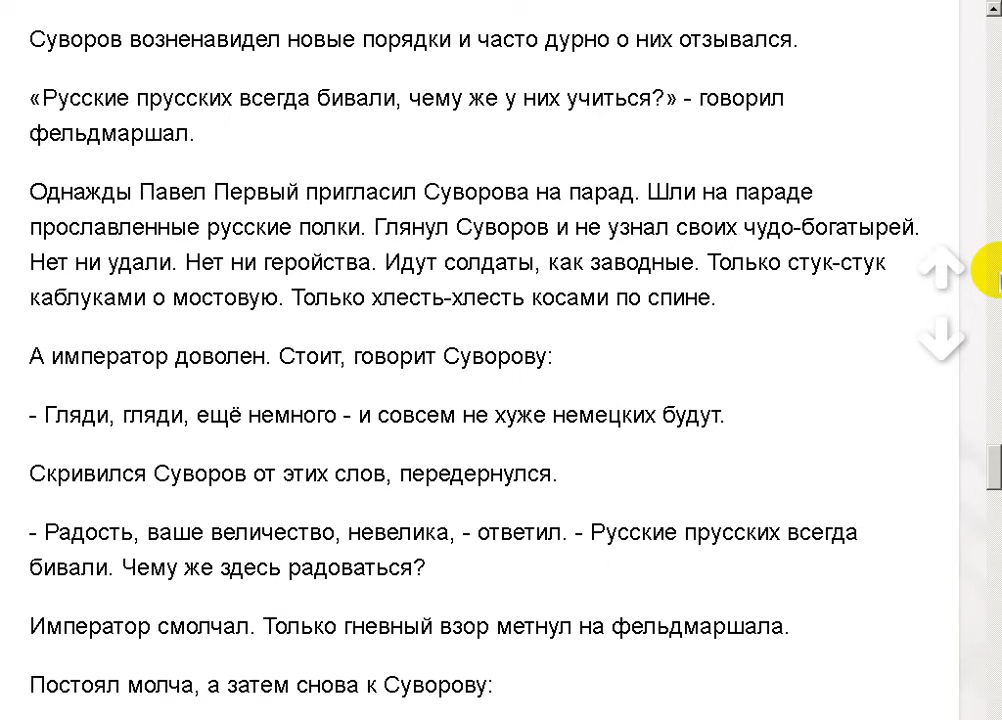 Суворов возненавидел новые порядки и часто дурно о них отзывался.
«Русские прусских всегда бивали, чему же у них учиться?» - говорил
фельдмаршал.
Однажды Павел Первый пригласил Суворова на парад. Шли на параде
прославленные русские полки. Глянул Суворов и не узнал своих чудо-богатырей.
Нет ни удали. Нет ни геройства. Идут солдаты, как заводные. Только стук-стук
каблуками о мостовую. Только хлесть-хлесть косами по спине.
А император доволен. Стоит, говорит Суворову:
- Гляди, гляди, ещё немного - и совсем не хуже немецких будут.
Скривился Суворов от этих слов, передернулся.
- Радость, ваше величество, невелика, - ответил. - Русские прусских всегда
бивали. Чему же здесь радоваться?
Император смолчал. Только гневный взор метнул на фельдмаршала.
Постоял молча, а затем снова к Суворову: